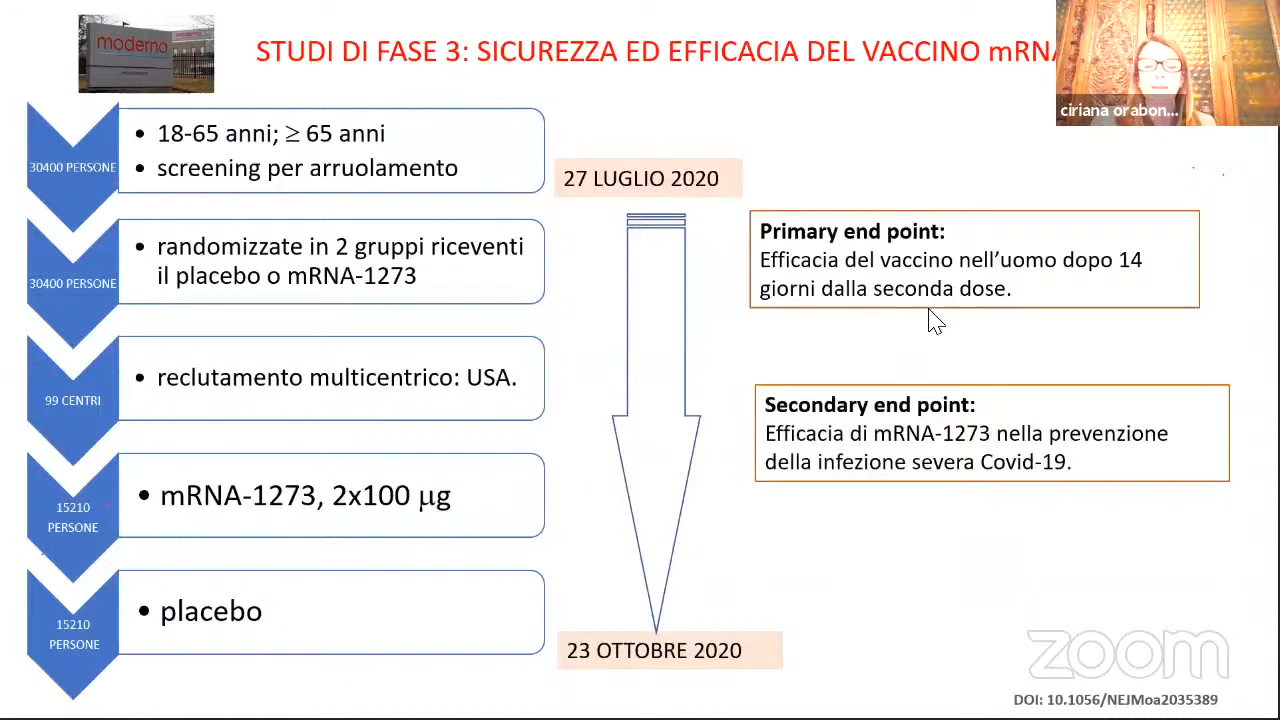 moderna
STUDI DI FASE 3: SICUREZZA ED EFFICACIA DEL VACCINO mRNA
ciriana orabon...
30400 PERSONE
• 18-65 anni; ≥ 65 anni
• screening per arruolamento
30400 PERSONE
• randomizzate in 2 gruppi riceventi
il placebo o mRNA-1273
99 CENTRI
• reclutamento multicentrico: USA.
15210
PERSONE
• mRNA-1273, 2x100 μg
15210
PERSONE
• placebo
27 LUGLIO 2020
23 OTTOBRE 2020
Primary end point:
Efficacia del vaccino nell’uomo dopo 14
giorni dalla seconda dose.
Secondary end point:
Efficacia di mRNA-1273 nella prevenzione
della infezione severa Covid-19.
zoom
DOI: 10.1056/NEJMoa2035389